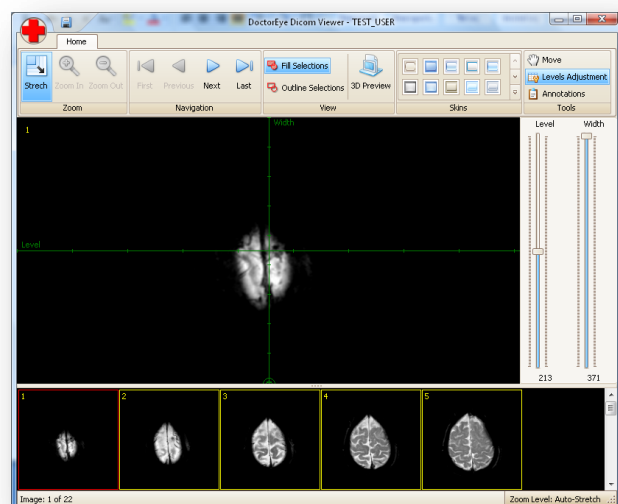 DoctorEye Dicom Viewer - TEST_USER
Home
Strech
Zoom In
Zoom Out
First
Previous
Next
Last
Fill Selections
Outline Selections
3D Preview
Move
Levels Adjustment
Annotations
Zoom
Navigation
View
Skins
Tools
1
Width
Level
Level
Width
213
371
1
2
3
4
5
Image: 1 of 22
Zoom Level: Auto-Stretch